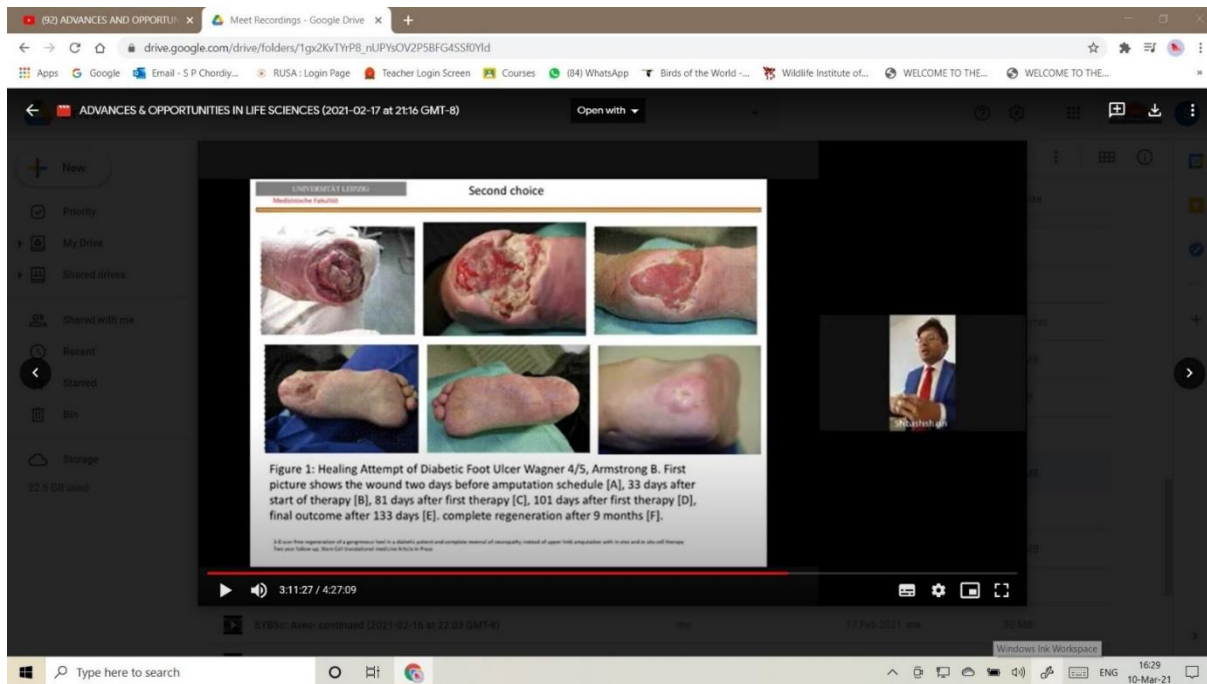 (92) ADVANCES AND OPPORTUN
Meet Recordings - Google Drive
drive.google.com/drive/folders/1gx2KvTYrP8_nUPYsOV2P5BFG4SSf0Yld
Apps Google Email - S P Chordiy... RUSA : Login Page Teacher Login Screen Courses (84) WhatsApp Birds of the World -... Wildlife Institute of... WELCOME TO THE... WELCOME TO THE...
ADVANCES & OPPORTUNITIES IN LIFE SCIENCES (2021-02-17 at 21:16 GMT-8)
Open with
New
Priority
My Drive
Shared drives
Shared with me
Recent
Starred
Bin
Storage
UNIVERSITÄT LEIPZIG
Medizinische Fakultät
Second choice
Figure 1: Healing Attempt of Diabetic Foot Ulcer Wagner 4/5, Armstrong B. First
picture shows the wound two days before amputation schedule [A], 33 days after
start of therapy [B], 81 days after first therapy [C], 101 days after first therapy [D],
final outcome after 133 days [E]. complete regeneration after 9 months [F].
3:11:27 / 4:27:09
SYBSc: Aves- continued (2021-02-16 at 22:03 GMT-8) me 17 Feb 2021 me
Windows Ink Workspace
Type here to search
ENG
16:29
10-Mar-21